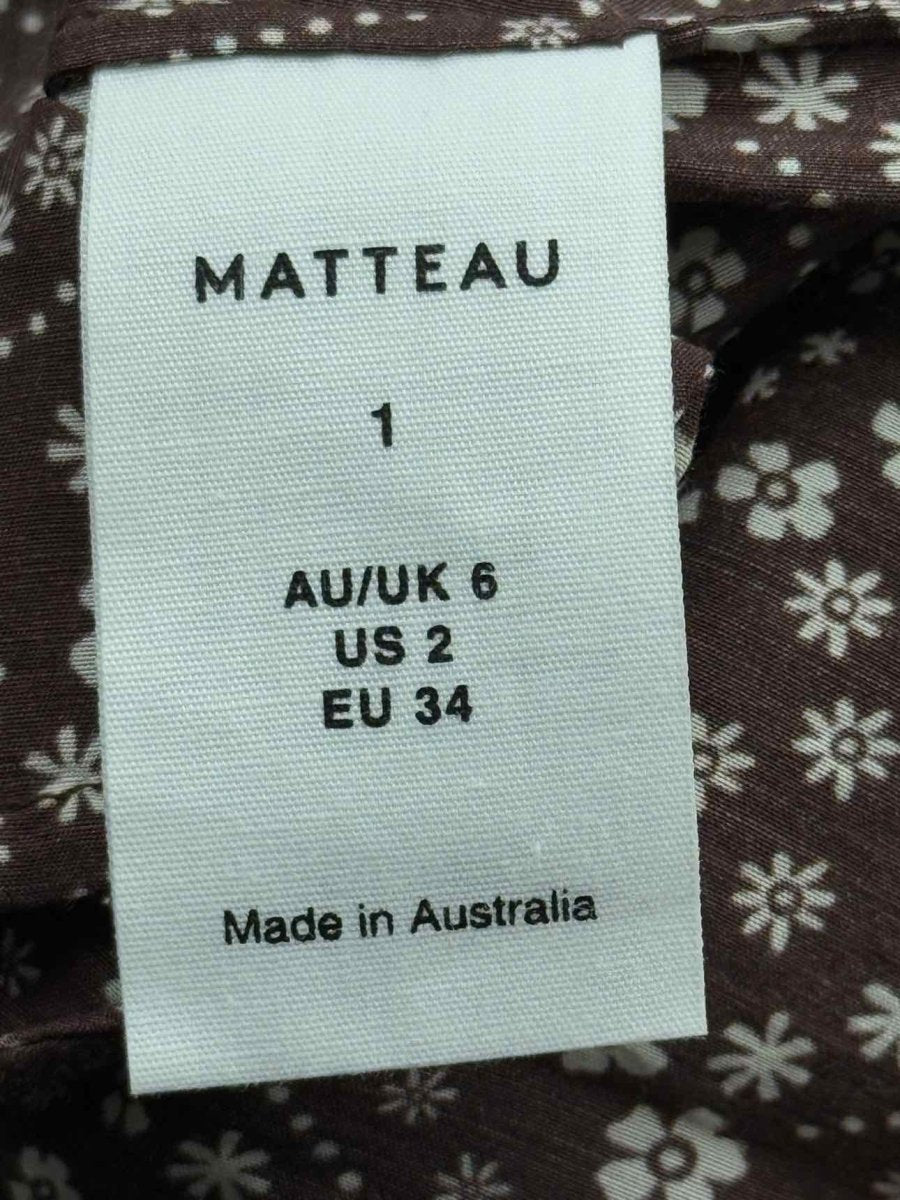 MATTEAU
1
AU/UK 6
US 2
EU 34
Made in Australia